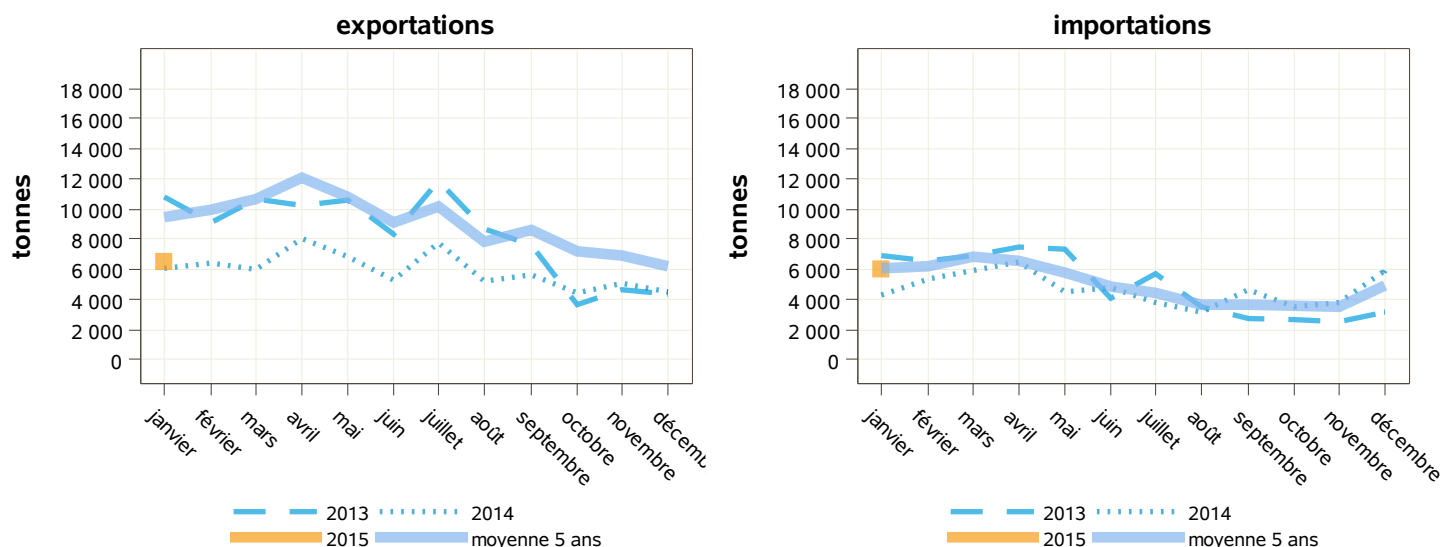 exportations
tonnes
18 000
16 000
14 000
12 000
10 000
8 000
6 000
4 000
2 000
0
janvier
février
mars
avril
mai
juin
juillet
août
septembre
octobre
novembre
décemb
2013
2014
2015
moyenne 5 ans
importations
tonnes
18 000
16 000
14 000
12 000
10 000
8 000
6 000
4 000
2 000
0
janvier
février
mars
avril
mai
juin
juillet
août
septembre
octobre
novembre
décembre
2013
2014
2015
moyenne 5 ans